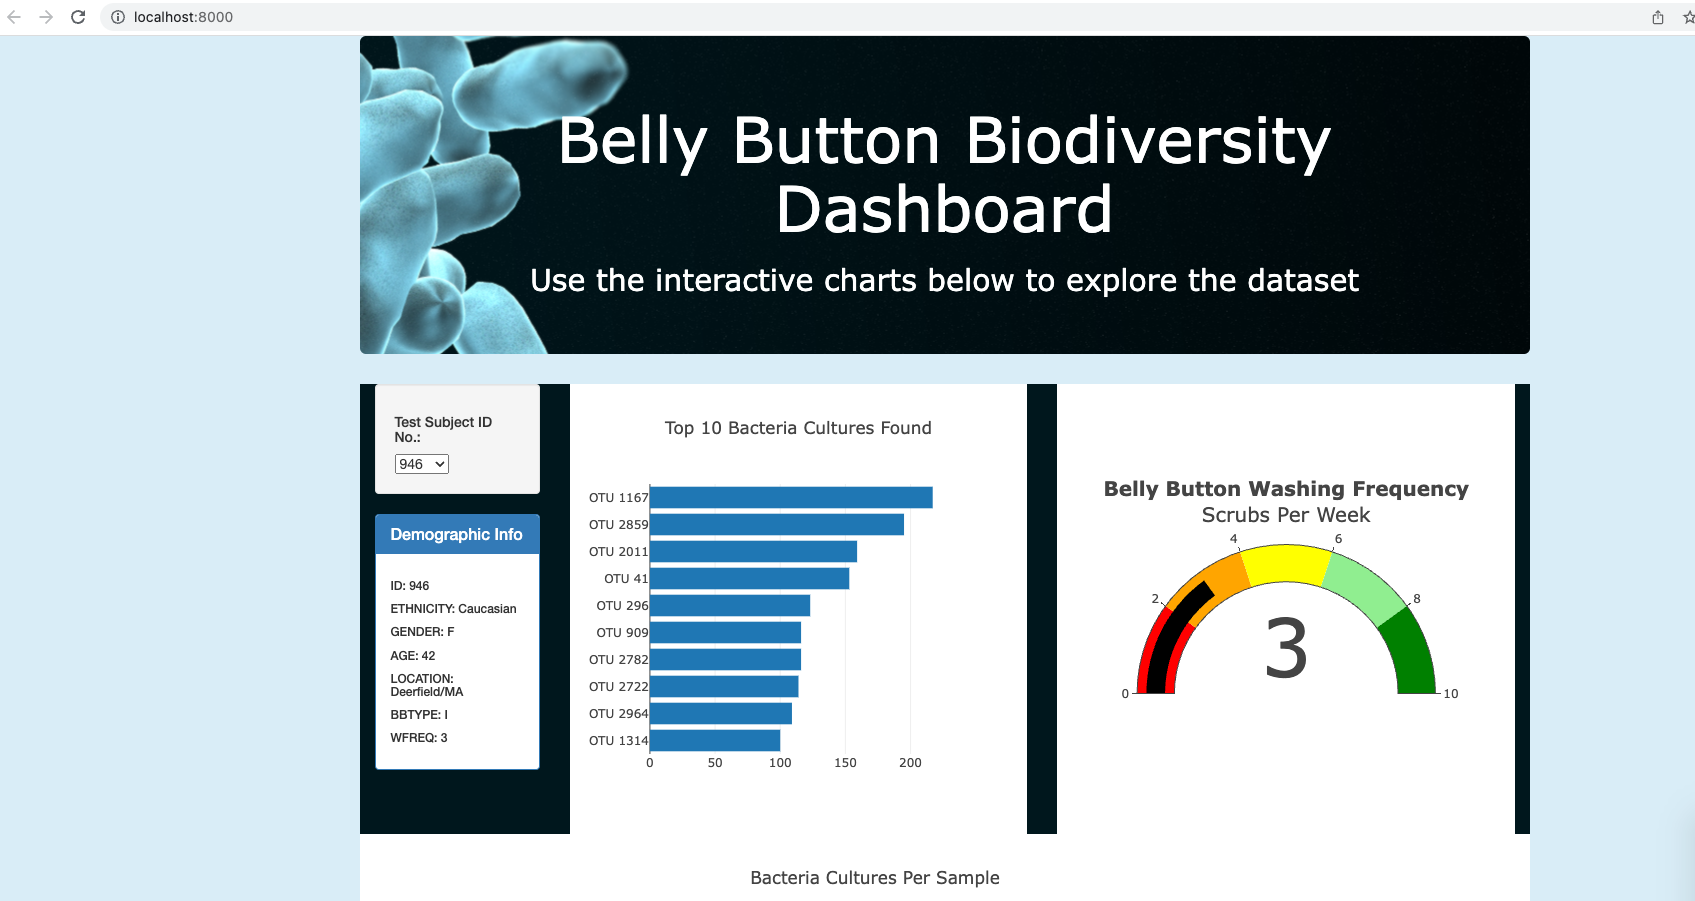 localhost:8000
Belly Button Biodiversity
Dashboard
Use the interactive charts below to explore the dataset
Test Subject ID
No.:
946
Demographic Info
ID: 946
ETHNICITY: Caucasian
GENDER: F
AGE: 42
LOCATION:
Deerfield/MA
BBTYPE: I
WFREQ: 3
Top 10 Bacteria Cultures Found
OTU 1167
OTU 2859
OTU 2011
OTU 41
OTU 296
OTU 909
OTU 2782
OTU 2722
OTU 2964
OTU 1314
0 50 100 150 200
Belly Button Washing Frequency
Scrubs Per Week
4 6
2 8
3
0 10
Bacteria Cultures Per Sample